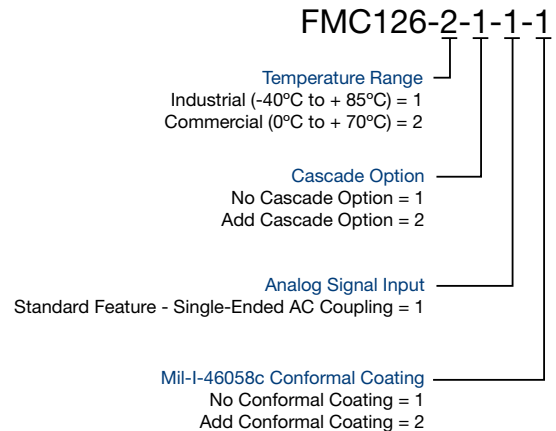 FMC126-2-1-1-1
Temperature Range
Industrial (-40ºC to + 85ºC) = 1
Commercial (0ºC to + 70ºC) = 2
Cascade Option
No Cascade Option = 1
Add Cascade Option = 2
Analog Signal Input
Standard Feature - Single-Ended AC Coupling = 1
Mil-I-46058c Conformal Coating
No Conformal Coating = 1
Add Conformal Coating = 2